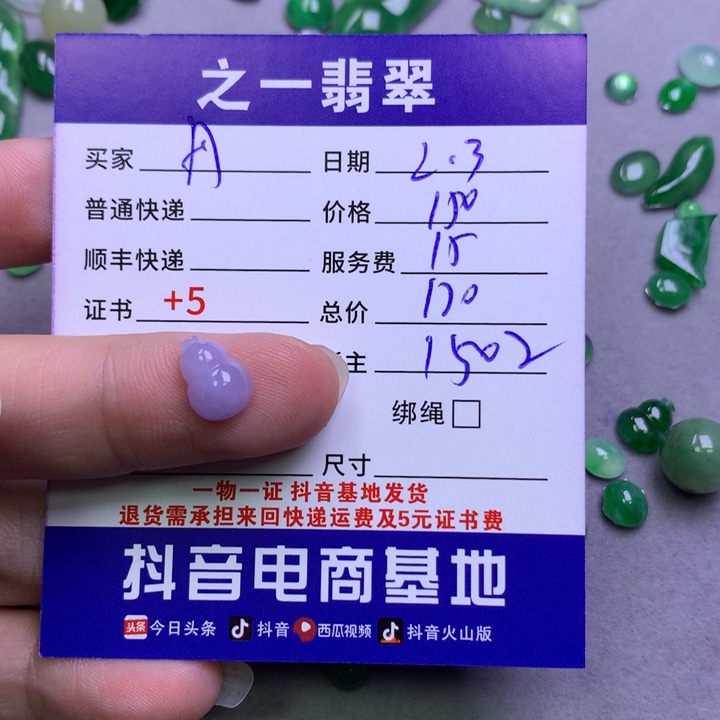 之一翡翠
买家 丹 日期 2.3
普通快递 价格 150
顺丰快递 服务费 15
证书 +5 总价 170
主 1502
绑绳
尺寸
一物一证 抖音基地发货
退货需承担来回快递运费及5元证书费
抖音电商基地
头条 今日头条 抖音 西瓜视频 抖音火山版